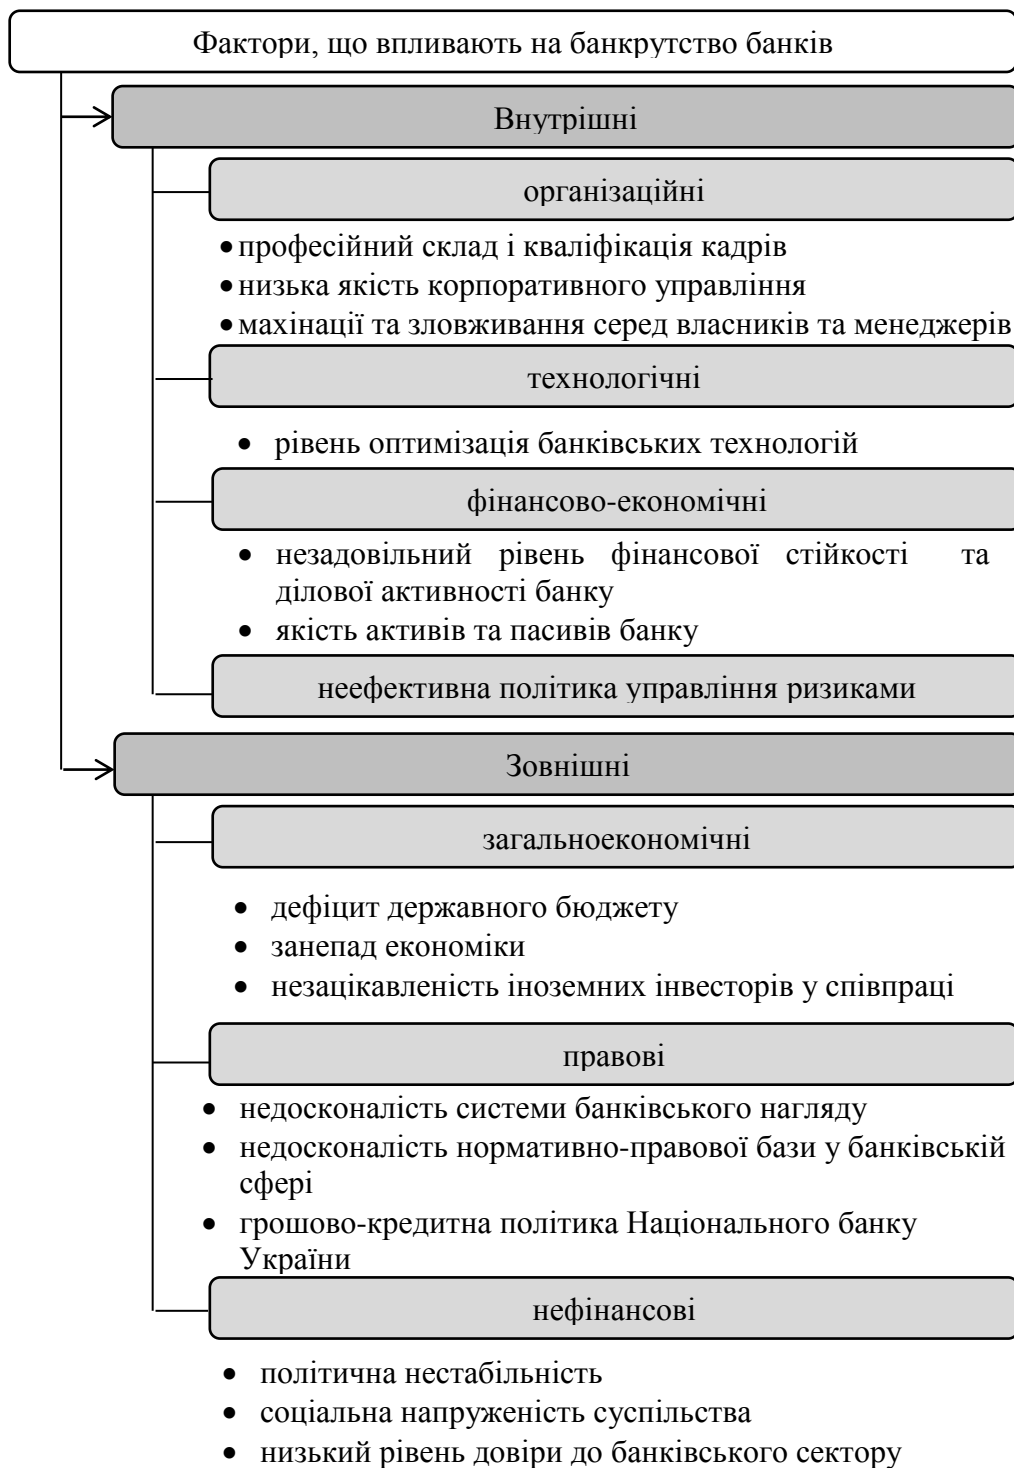 Фактори, що впливають на банкрутство банків
Внутрішні
організаційні
• професійний склад і кваліфікація кадрів
• низька якість корпоративного управління
• махінації та зловживання серед власників та менеджерів
технологічні
• рівень оптимізація банківських технологій
фінансово-економічні
• незадовільний рівень фінансової стійкості та
ділової активності банку
• якість активів та пасивів банку
неефективна політика управління ризиками
Зовнішні
загальноекономічні
• дефіцит державного бюджету
• занепад економіки
• незацікавленість іноземних інвесторів у співпраці
правові
• недосконалість системи банківського нагляду
• недосконалість нормативно-правової бази у банківській
сфері
• грошово-кредитна політика Національного банку
України
нефінансові
• політична нестабільність
• соціальна напруженість суспільства
• низький рівень довіри до банківського сектору